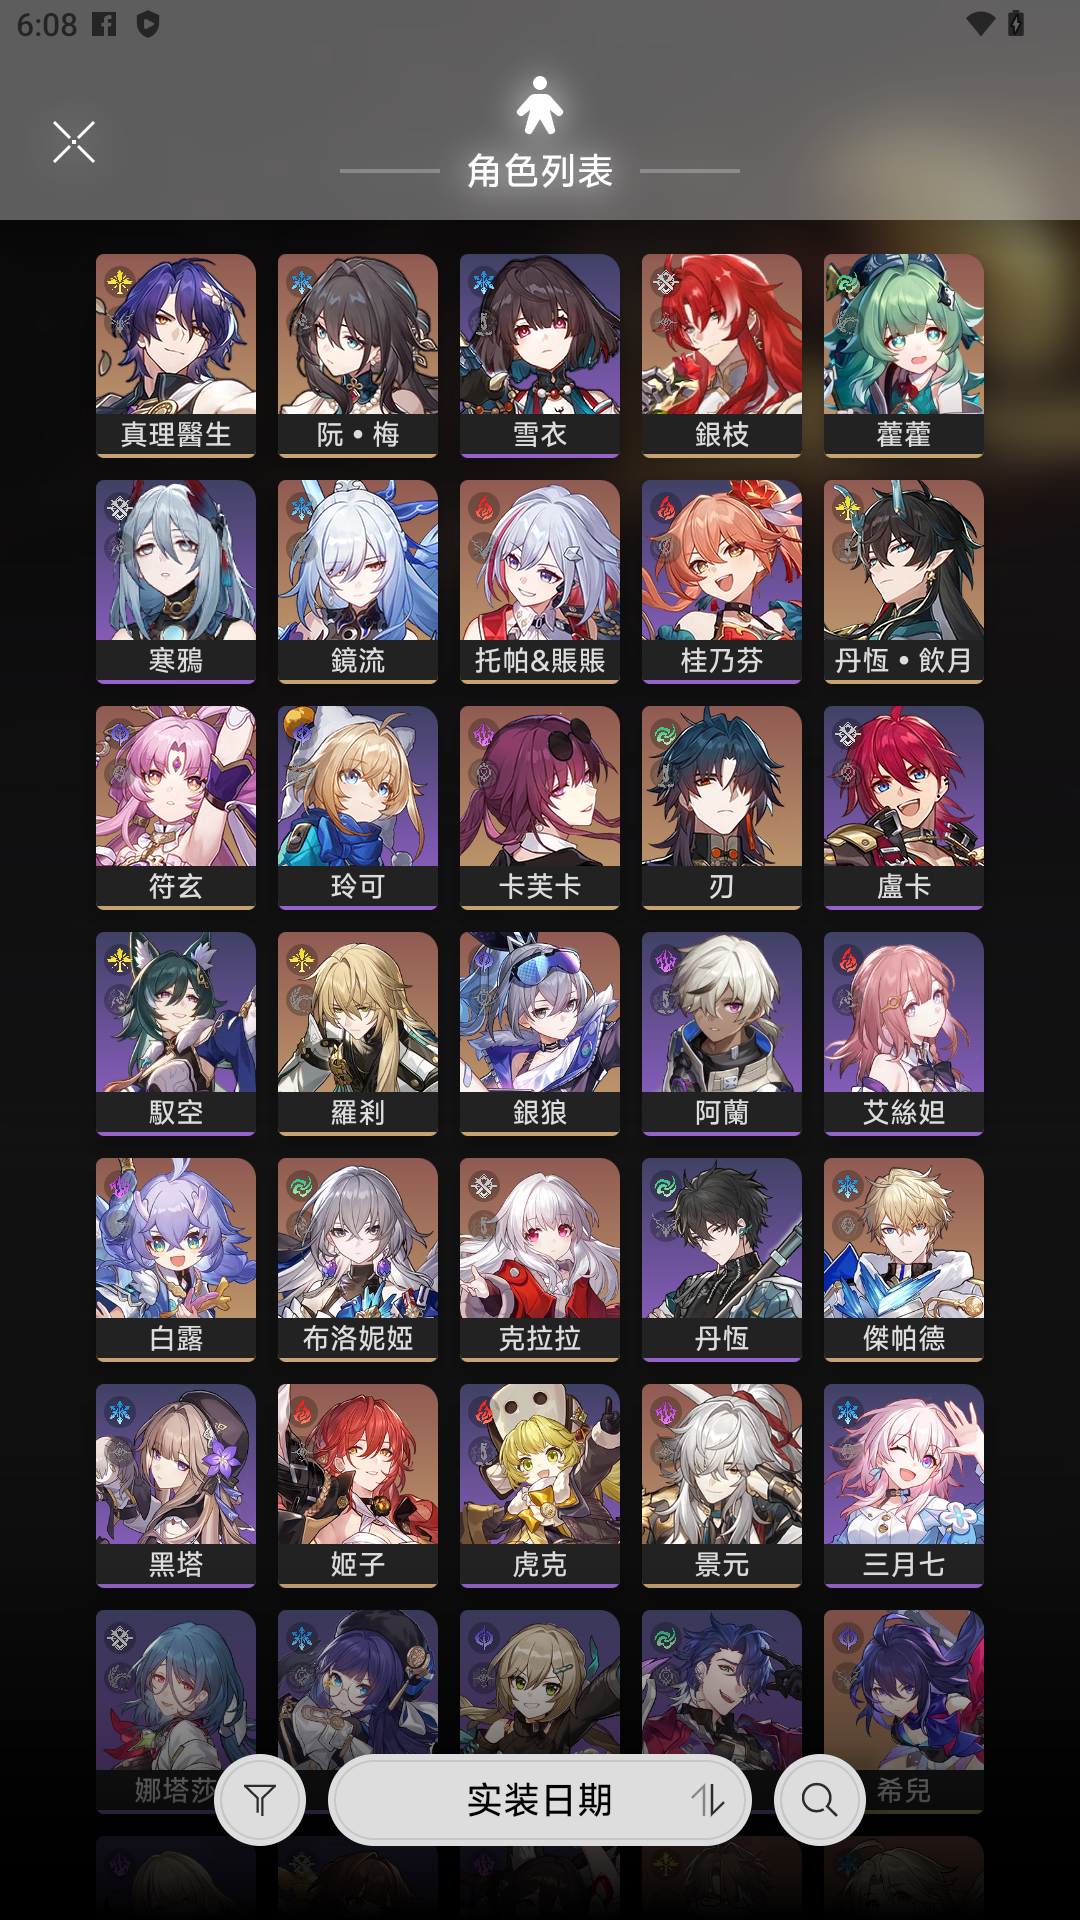 6:08
角色列表
真理醫生
阮•梅
雪衣
銀枝
藿藿
寒鴉
鏡流
托帕&賬賬
桂乃芬
丹恆•飲月
符玄
玲可
卡芙卡
刃
盧卡
馭空
羅剎
銀狼
阿蘭
艾絲妲
白露
布洛妮婭
克拉拉
丹恆
傑帕德
黑塔
姬子
虎克
景元
三月七
娜塔莎
希兒
实装日期